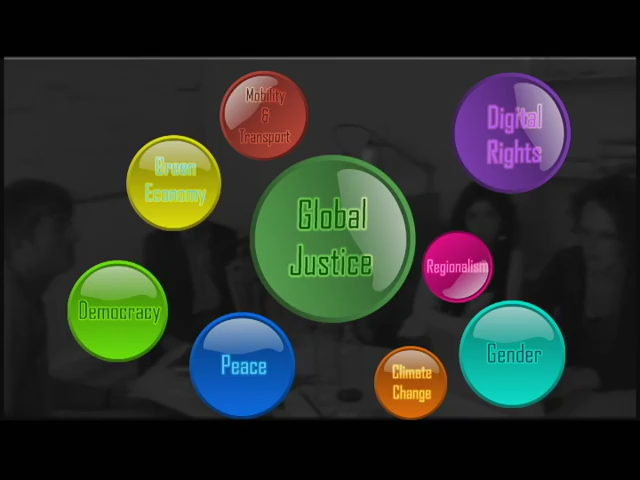 Mobility
&
Transport
Digital
Rights
Green
Economy
Global
Justice
Regionalism
Democracy
Peace
Gender
Climate
Change